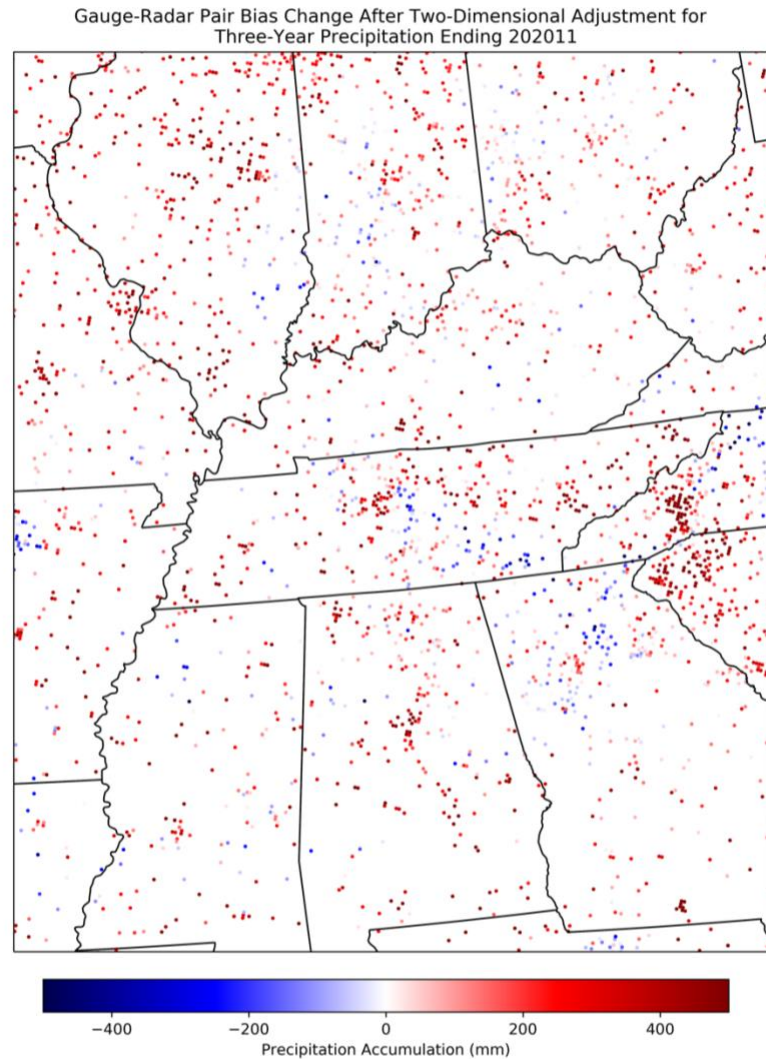 Gauge-Radar Pair Bias Change After Two-Dimensional Adjustment for
Three-Year Precipitation Ending 202011
−400 −200 0 200 400
Precipitation Accumulation (mm)